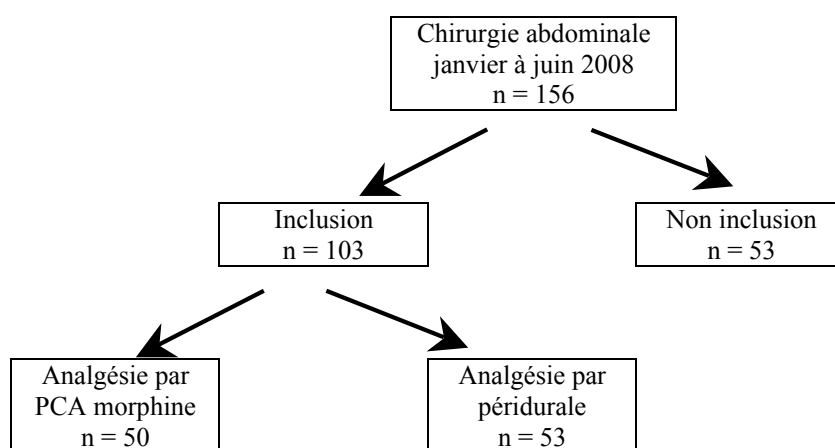 Chirurgie abdominale
janvier à juin 2008
n = 156
Inclusion
n = 103
Non inclusion
n = 53
Analgésie par
PCA morphine
n = 50
Analgésie par
péridurale
n = 53